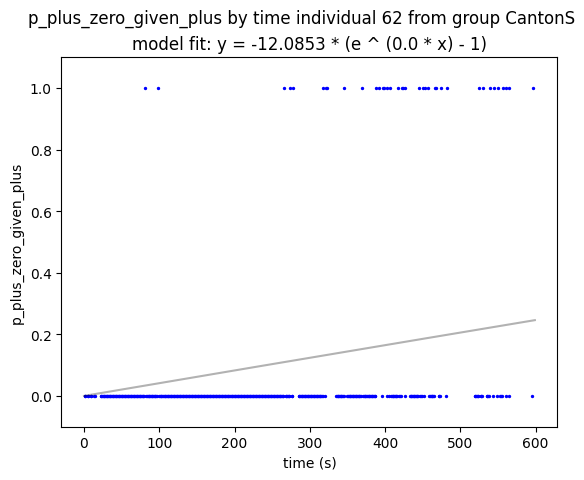 p_plus_zero_given_plus by time individual 62 from group CantonS
model fit: y = -12.0853 * (e ^ (0.0 * x) - 1)
1.0
0.8
0.6
0.4
0.2
0.0
p_plus_zero_given_plus
0 100 200 300 400 500 600
time (s)